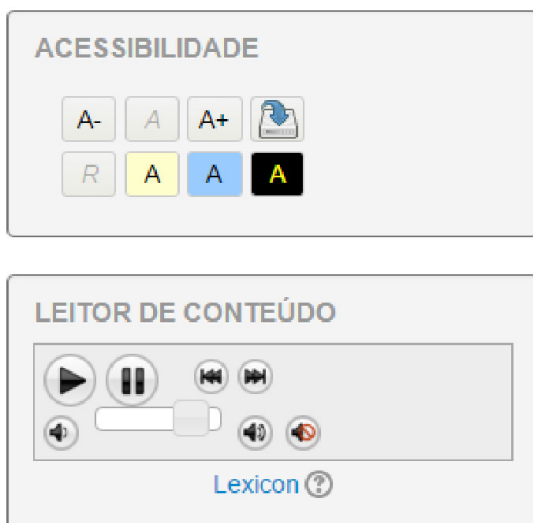 ACESSIBILIDADE
A- A A+
R A A A
LEITOR DE CONTEÚDO
Lexicon ?